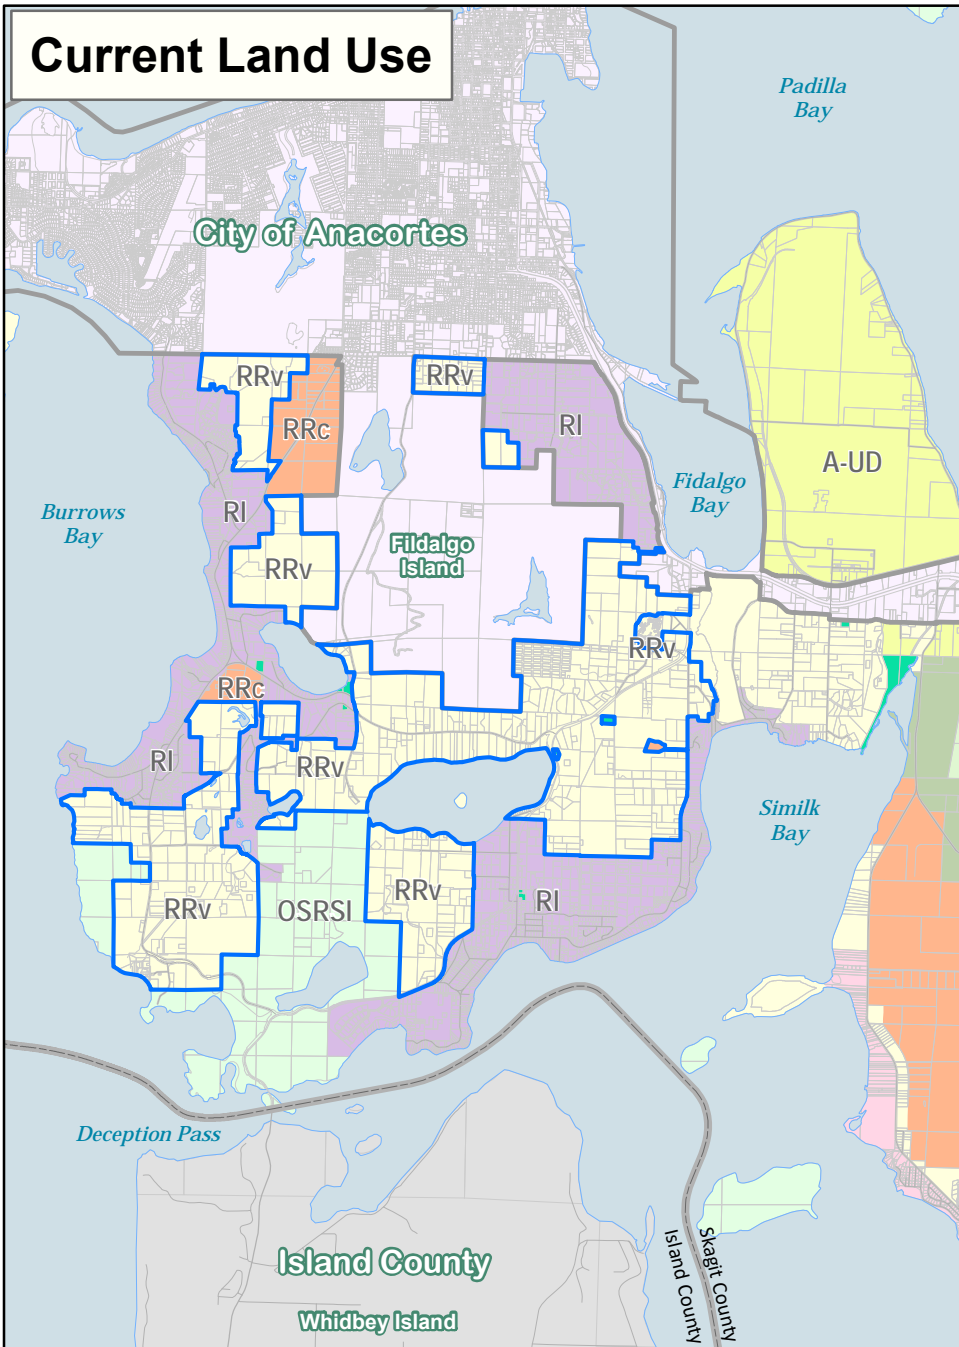 Current Land Use
Padilla
Bay
City of Anacortes
RRv
RRv
RRc
RI
A-UD
Fidalgo
Bay
Burrows
Bay
RI
Fildalgo
Island
RRv
RRv
RRc
RI
RRv
Similk
Bay
RRv
OSRSI
RRv
RI
Deception Pass
Island County
Whidbey Island
Skagit County
Island County